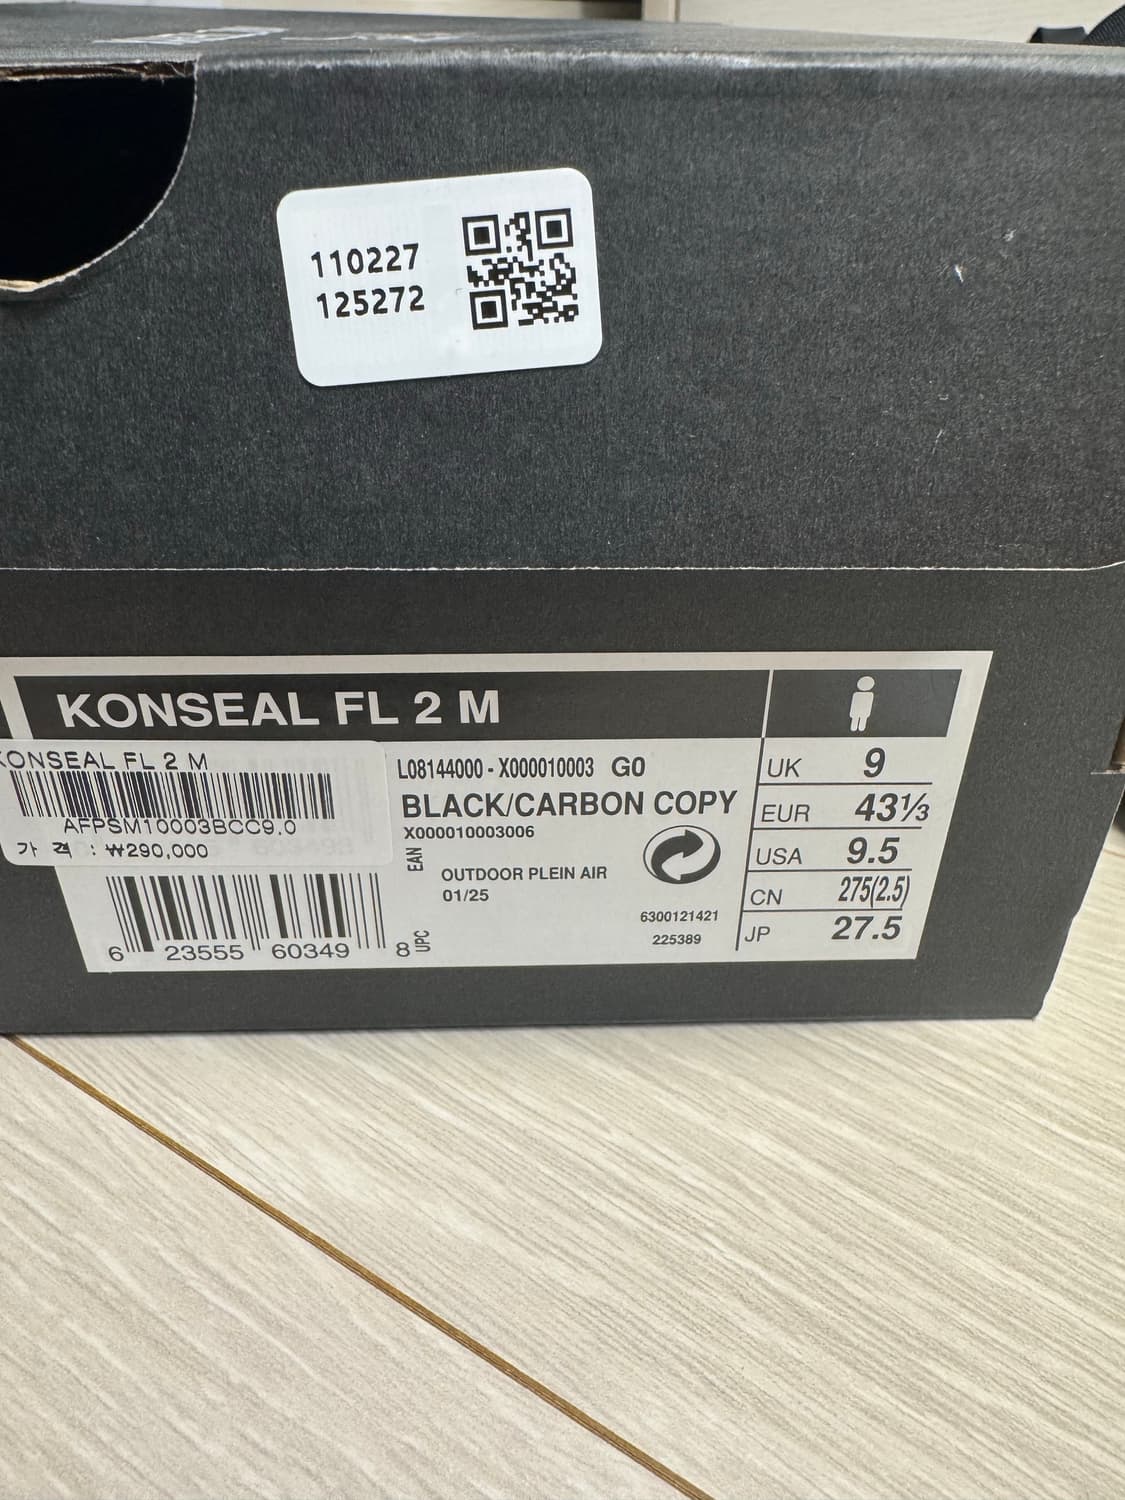 110227
125272
KONSEAL FL 2 M
KONSEAL FL 2 M
AFPSM10003BCC9.0
가 격 : ₩290,000
L08144000 - X000010003 G0
BLACK/CARBON COPY
X000010003006
EAN
OUTDOOR PLEIN AIR
01/25
6300121421
225389
6 23555 60349 8
UPC
UK 9
EUR 43⅓
USA 9.5
CN 275(2.5)
JP 27.5